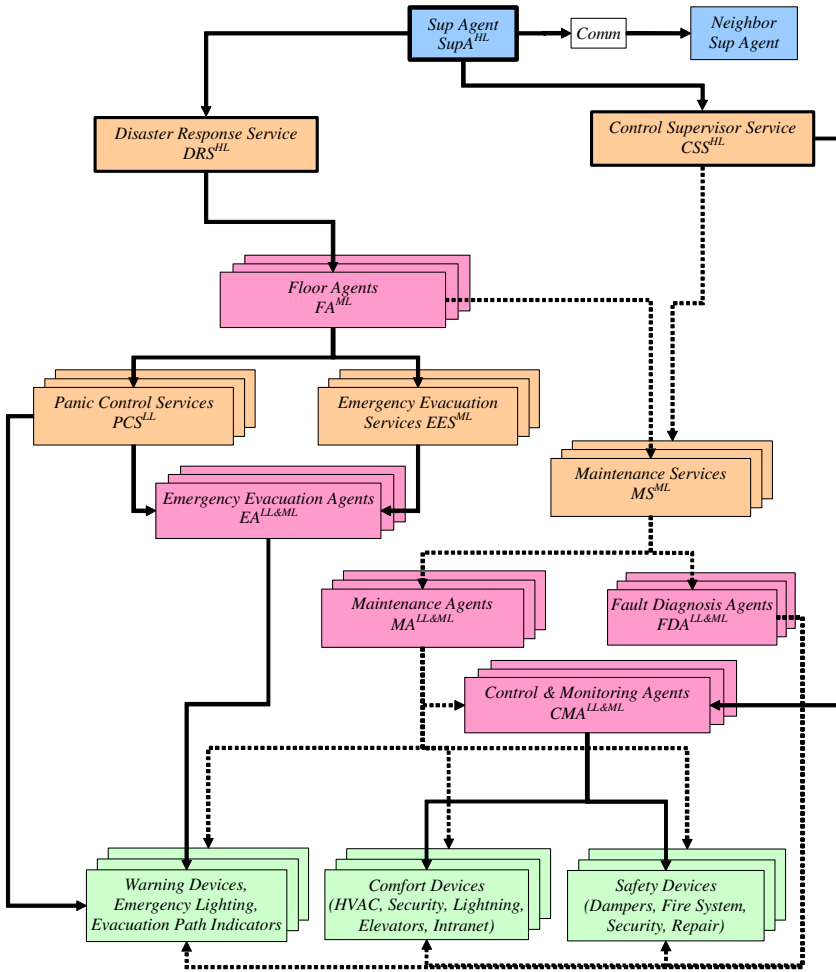 Sup Agent
SupA^HL
Comm
Neighbor
Sup Agent
Disaster Response Service
DRS^HL
Control Supervisor Service
CSS^HL
Floor Agents
FA^ML
Panic Control Services
PCS^LL
Emergency Evacuation
Services EES^ML
Maintenance Services
MS^ML
Emergency Evacuation Agents
EA^LL&ML
Maintenance Agents
MA^LL&ML
Fault Diagnosis Agents
FDA^LL&ML
Control & Monitoring Agents
CMA^LL&ML
Warning Devices,
Emergency Lighting,
Evacuation Path Indicators
Comfort Devices
(HVAC, Security, Lightning,
Elevators, Intranet)
Safety Devices
(Dampers, Fire System,
Security, Repair)